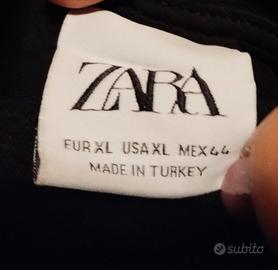 ZARA
EUR XL USA XL MEX 44
MADE IN TURKEY
subito